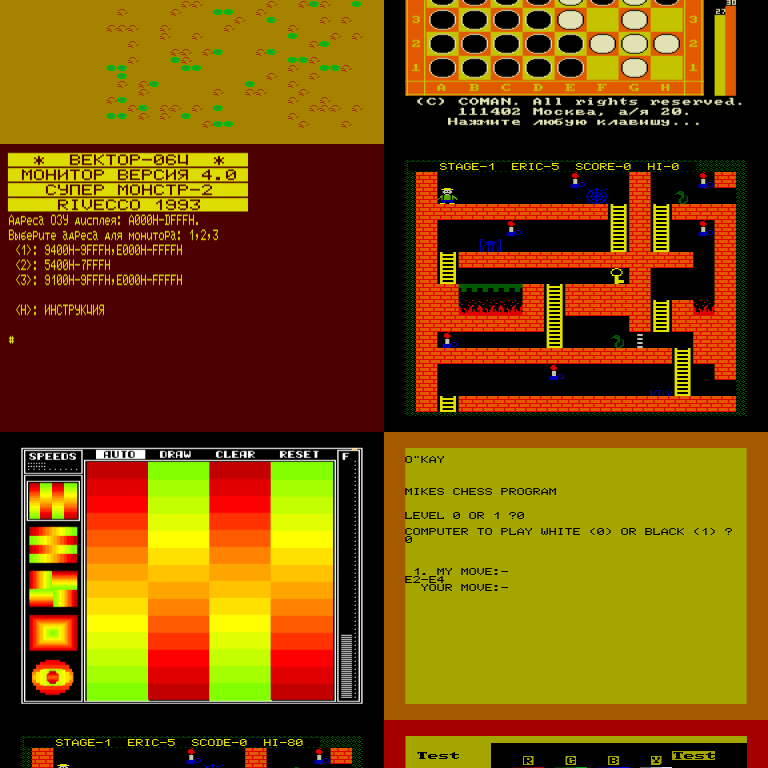 30
27
3 3
2 2
1 1
A B C D E F G H
(C) COMAN. All rights reserved.
111402 Москва, а/я 20.
Нажмите любую клавишу...
* ВЕКТОР-06Ц *
МОНИТОР ВЕРСИЯ 4.0
СУПЕР МОНСТР-2
RIVECCO 1993
Адреса ОЗУ дисплея: A000H-DFFFH.
Выберите адреса для монитора: 1,2,3
<1>: 9400H-9FFFH,E000H-FFFFH
<2>: 5400H-7FFFH
<3>: 9100H-9FFFH,E000H-FFFFH
<H>: ИНСТРУКЦИЯ
#
STAGE-1 ERIC-5 SCORE-0 HI-0
SPEEDS AUTO DRAW CLEAR RESET F
O"KAY
MIKES CHESS PROGRAM
LEVEL 0 OR 1 ?0
COMPUTER TO PLAY WHITE (0) OR BLACK (1) ?
0
1. MY MOVE:-
E2-E4
YOUR MOVE:-
STAGE-1 ERIC-5 SCODE-0 HI-80
Test R G B X Test